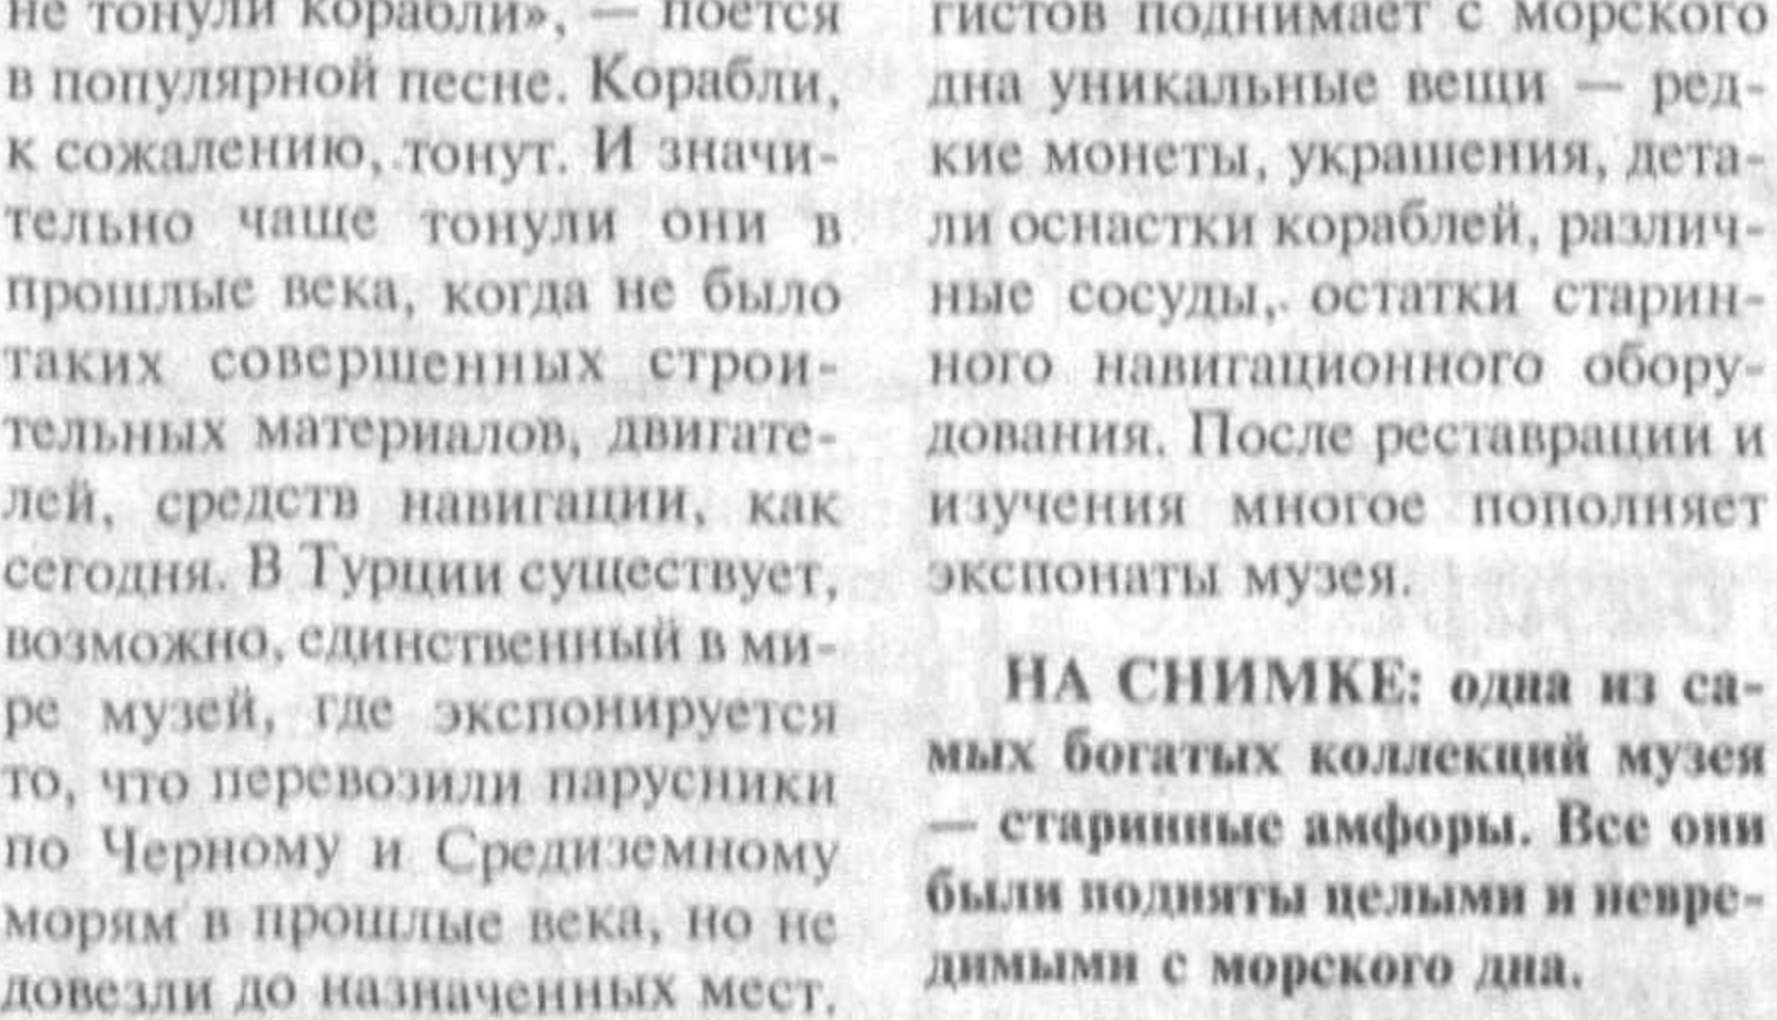 не тонули корабли», — поется
в популярной песне. Корабли,
к сожалению, тонут. И значи-
тельно чаще тонули они в
прошлые века, когда не было
таких совершенных строи-
тельных материалов, двигате-
лей, средств навигации, как
сегодня. В Турции существует,
возможно, единственный в ми-
ре музей, где экспонируется
то, что перевозили парусники
по Черному и Средиземному
морям в прошлые века, но не
довезли до назначенных мест.
гистов поднимает с морского
дна уникальные вещи — ред-
кие монеты, украшения, дета-
ли оснастки кораблей, различ-
ные сосуды, остатки старин-
ного навигационного обору-
дования. После реставрации и
изучения многое пополняет
экспонаты музея.
НА СНИМКЕ: одна из са-
мых богатых коллекций музея
— старинные амфоры. Все они
были подняты целыми и невре-
димыми с морского дна.